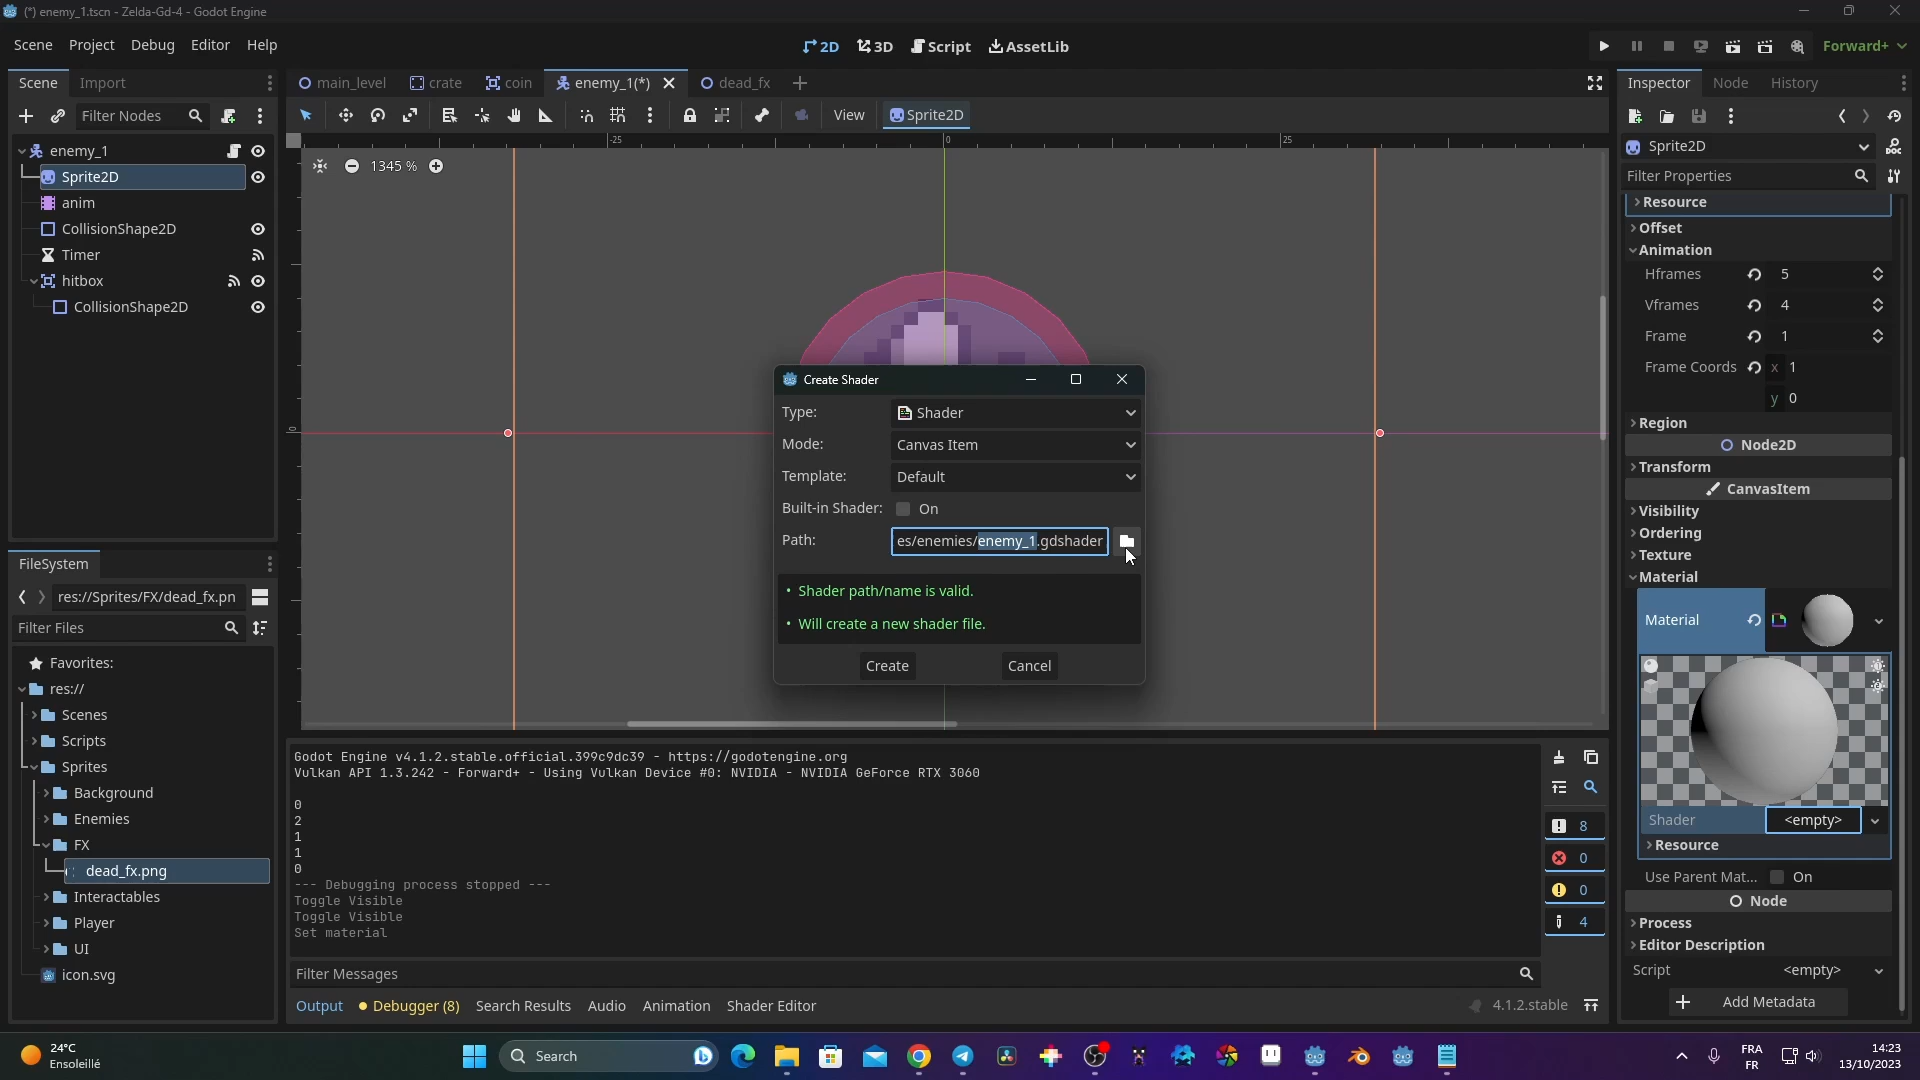 (*) enemy_1.tscn - Zelda-Gd-4 - Godot Engine
Scene Project Debug Editor Help
2D 3D Script AssetLib
Forward+
Scene Import
main_level crate coin enemy_1(*) dead_fx
Inspector Node History
Filter Nodes
View Sprite2D
-25 0 25
1345 %
0
enemy_1
Sprite2D
anim
CollisionShape2D
Timer
hitbox
CollisionShape2D
FileSystem
res://Sprites/FX/dead_fx.pn
Filter Files
Favorites:
res://
Scenes
Scripts
Sprites
Background
Enemies
FX
dead_fx.png
Interactables
Player
UI
icon.svg
Create Shader
Type: Shader
Mode: Canvas Item
Template: Default
Built-in Shader: On
Path: es/enemies/enemy_1.gdshader
• Shader path/name is valid.
• Will create a new shader file.
Create Cancel
Godot Engine v4.1.2.stable.official.399c9dc39 - https://godotengine.org
Vulkan API 1.3.242 - Forward+ - Using Vulkan Device #0: NVIDIA - NVIDIA GeForce RTX 3060
0
2
1
1
0
--- Debugging process stopped ---
Toggle Visible
Toggle Visible
Set material
8
0
0
4
Filter Messages
Output Debugger (8) Search Results Audio Animation Shader Editor
4.1.2.stable
Sprite2D
Filter Properties
Resource
Offset
Animation
Hframes 5
Vframes 4
Frame 1
Frame Coords x 1
y 0
Region
Node2D
Transform
CanvasItem
Visibility
Ordering
Texture
Material
Material
Shader <empty>
Resource
Use Parent Mat... On
Node
Process
Editor Description
Script <empty>
Add Metadata
24°C
Ensoleillé
Search
FRA
FR
14:23
13/10/2023